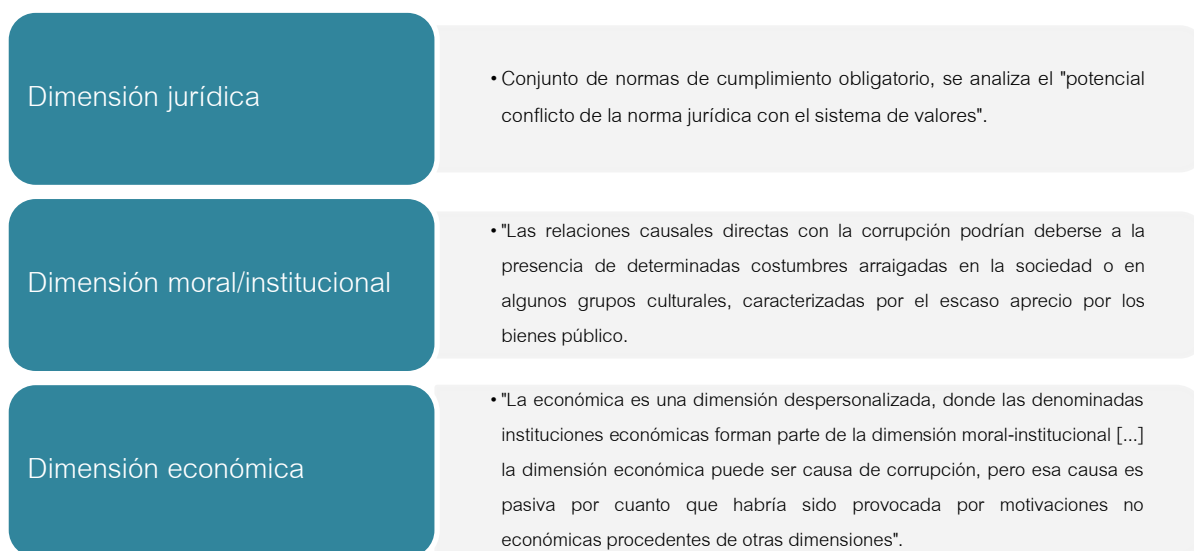 Dimensión jurídica
• Conjunto de normas de cumplimiento obligatorio, se analiza el "potencial
conflicto de la norma jurídica con el sistema de valores".
Dimensión moral/institucional
• "Las relaciones causales directas con la corrupción podrían deberse a la
presencia de determinadas costumbres arraigadas en la sociedad o en
algunos grupos culturales, caracterizadas por el escaso aprecio por los
bienes público.
Dimensión económica
• "La económica es una dimensión despersonalizada, donde las denominadas
instituciones económicas forman parte de la dimensión moral-institucional [...]
la dimensión económica puede ser causa de corrupción, pero esa causa es
pasiva por cuanto que habría sido provocada por motivaciones no
económicas procedentes de otras dimensiones".